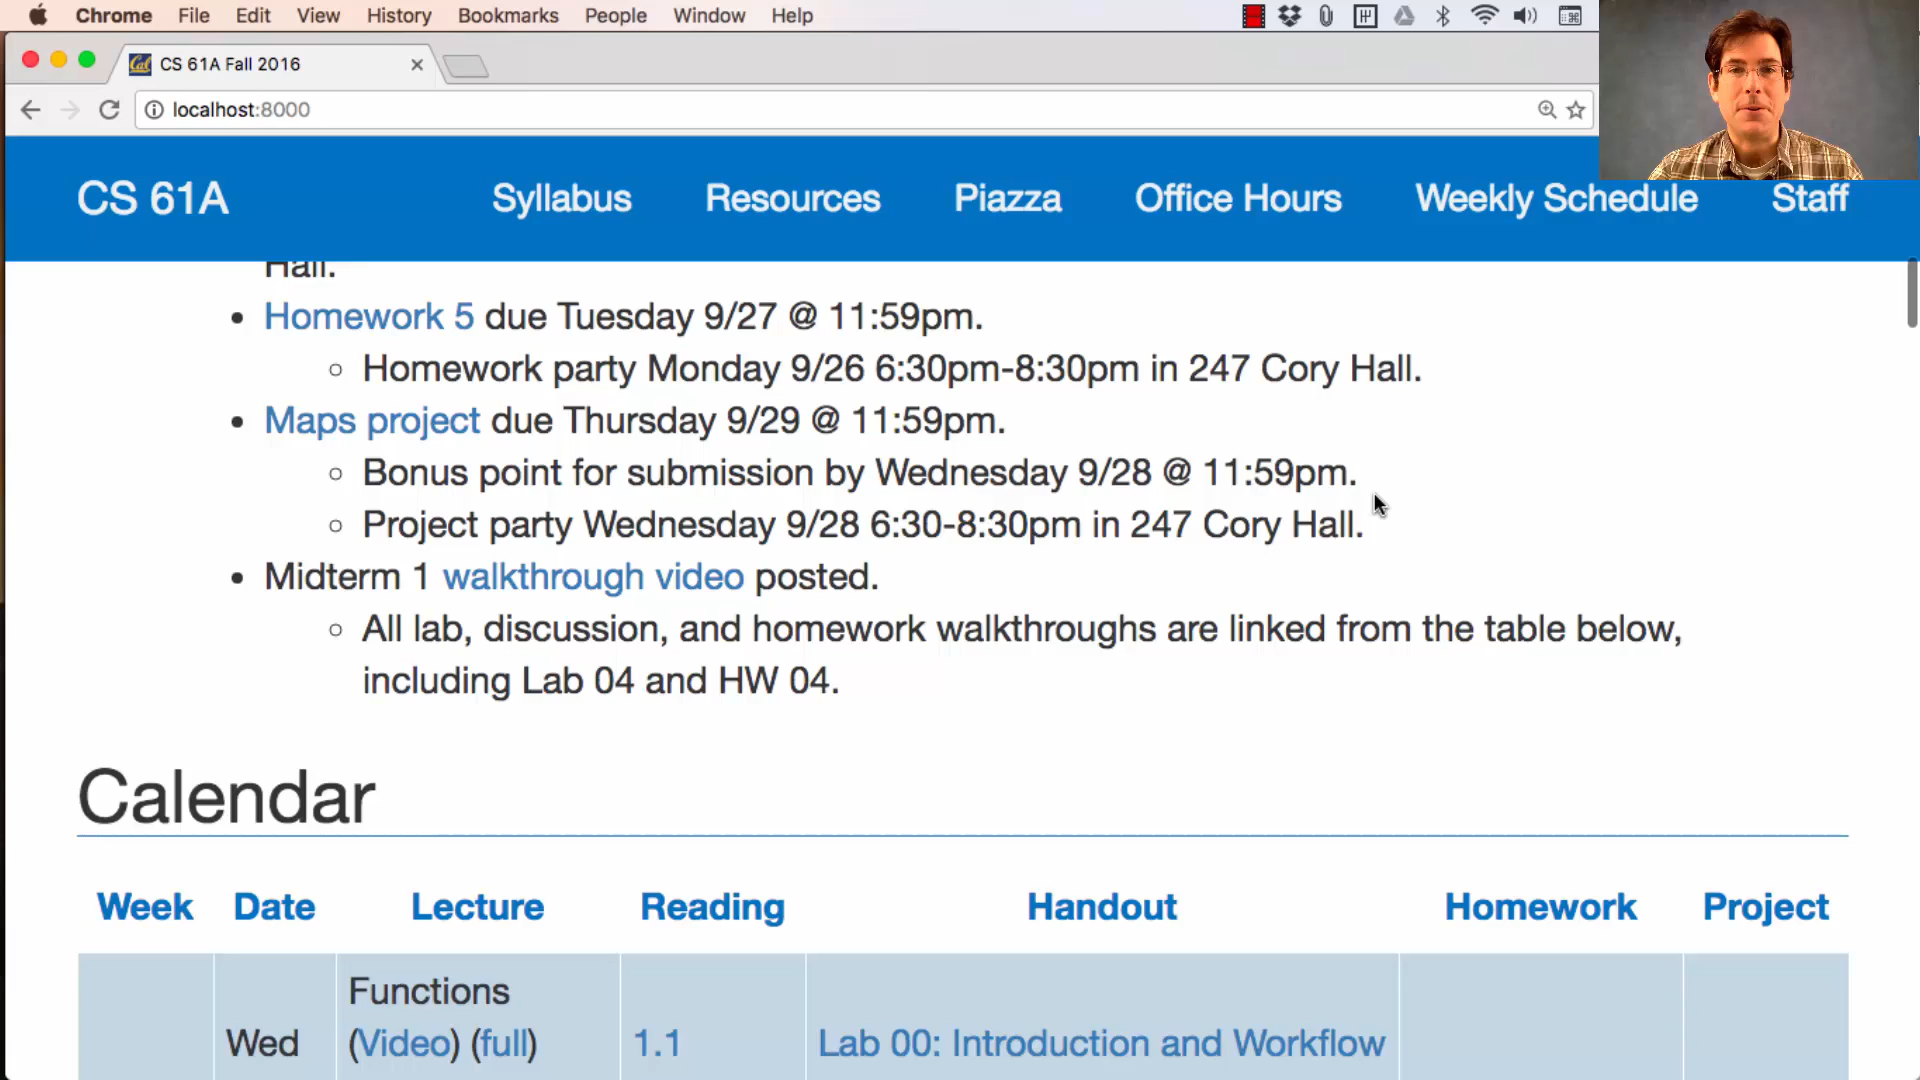 Chrome File Edit View History Bookmarks People Window Help
CS 61A Fall 2016
localhost:8000
CS 61A Syllabus Resources Piazza Office Hours Weekly Schedule Staff
Hall.
• Homework 5 due Tuesday 9/27 @ 11:59pm.
○ Homework party Monday 9/26 6:30pm-8:30pm in 247 Cory Hall.
• Maps project due Thursday 9/29 @ 11:59pm.
○ Bonus point for submission by Wednesday 9/28 @ 11:59pm.
○ Project party Wednesday 9/28 6:30-8:30pm in 247 Cory Hall.
• Midterm 1 walkthrough video posted.
○ All lab, discussion, and homework walkthroughs are linked from the table below,
including Lab 04 and HW 04.
Calendar
Week Date Lecture Reading Handout Homework Project
Functions
Wed (Video) (full) 1.1 Lab 00: Introduction and Workflow